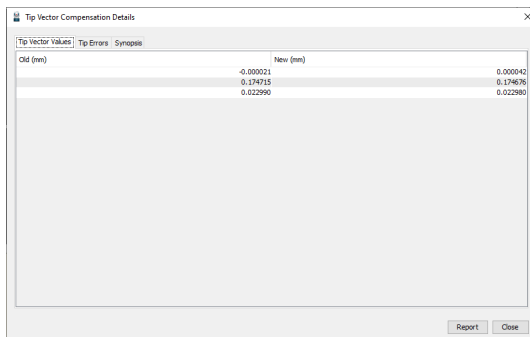 Tip Vector Compensation Details
Tip Vector Values Tip Errors Synopsis
Old (mm) New (mm)
-0.000021 0.000042
0.174715 0.174676
0.022990 0.022980
Report Close